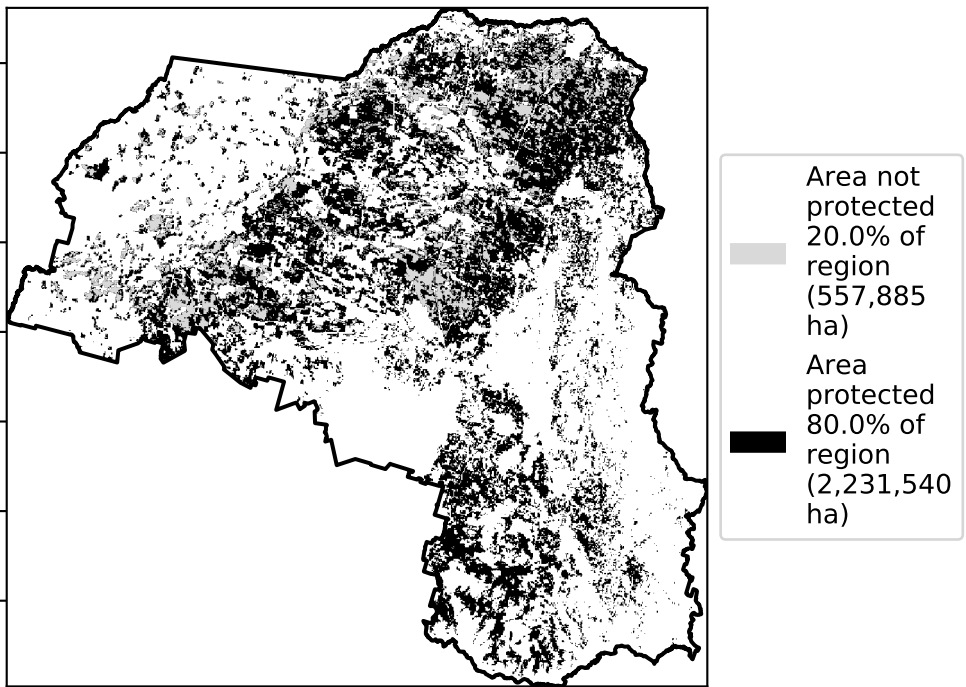 Area not
protected
20.0% of
region
(557,885
ha)
Area
protected
80.0% of
region
(2,231,540
ha)